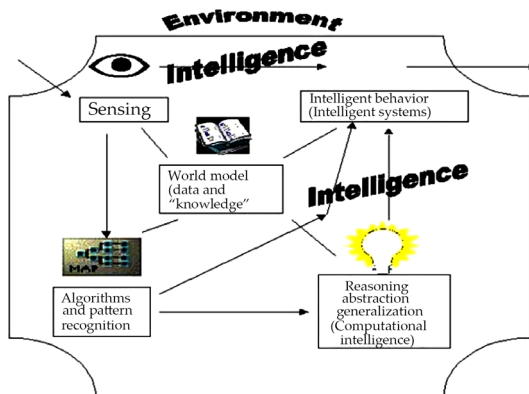 Environment
Intelligence
Sensing
Intelligent behavior
(Intelligent systems)
World model
(data and
“knowledge”
Intelligence
MAP
Algorithms
and pattern
recognition
Reasoning
abstraction
generalization
(Computational
intelligence)